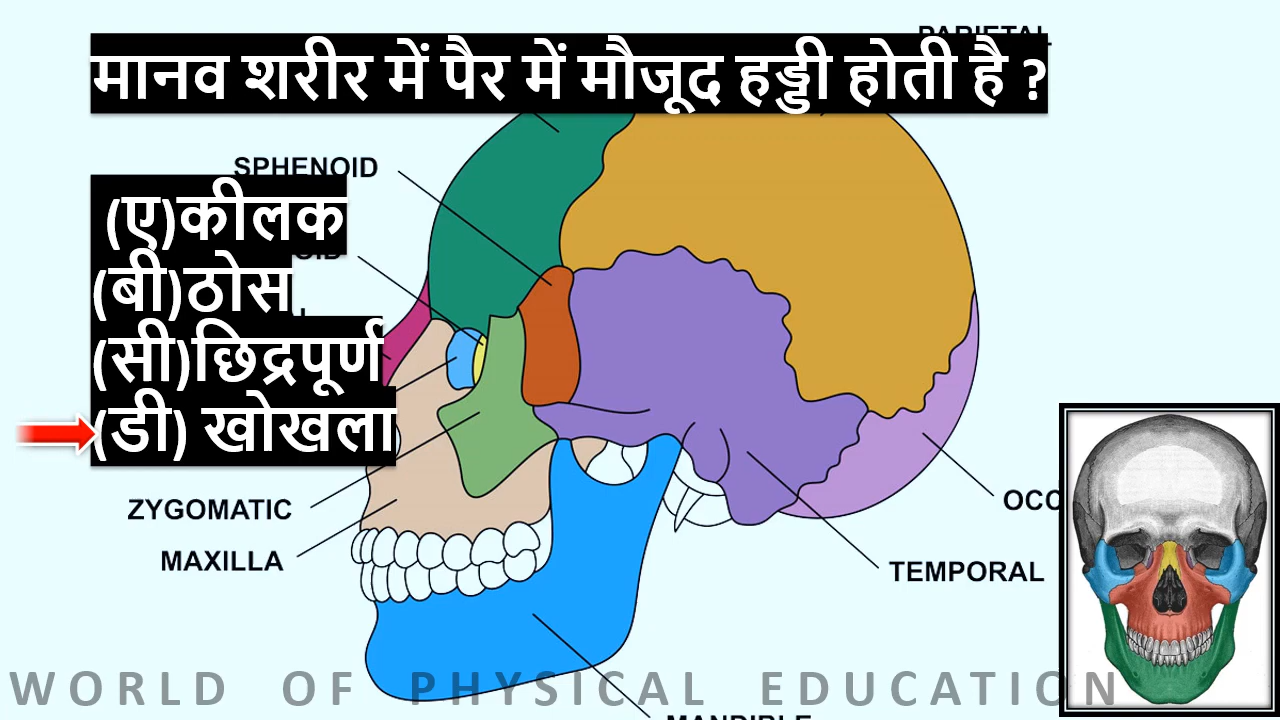 मानव शरीर में पैर में मौजूद हड्डी होती है ?
SPHENOID
(ए)कीलक
(बी)ठोस
(सी)छिद्रपूर्ण
(डी) खोखला
ZYGOMATIC
MAXILLA
TEMPORAL
WORLD OF PHYSICAL EDUCATION